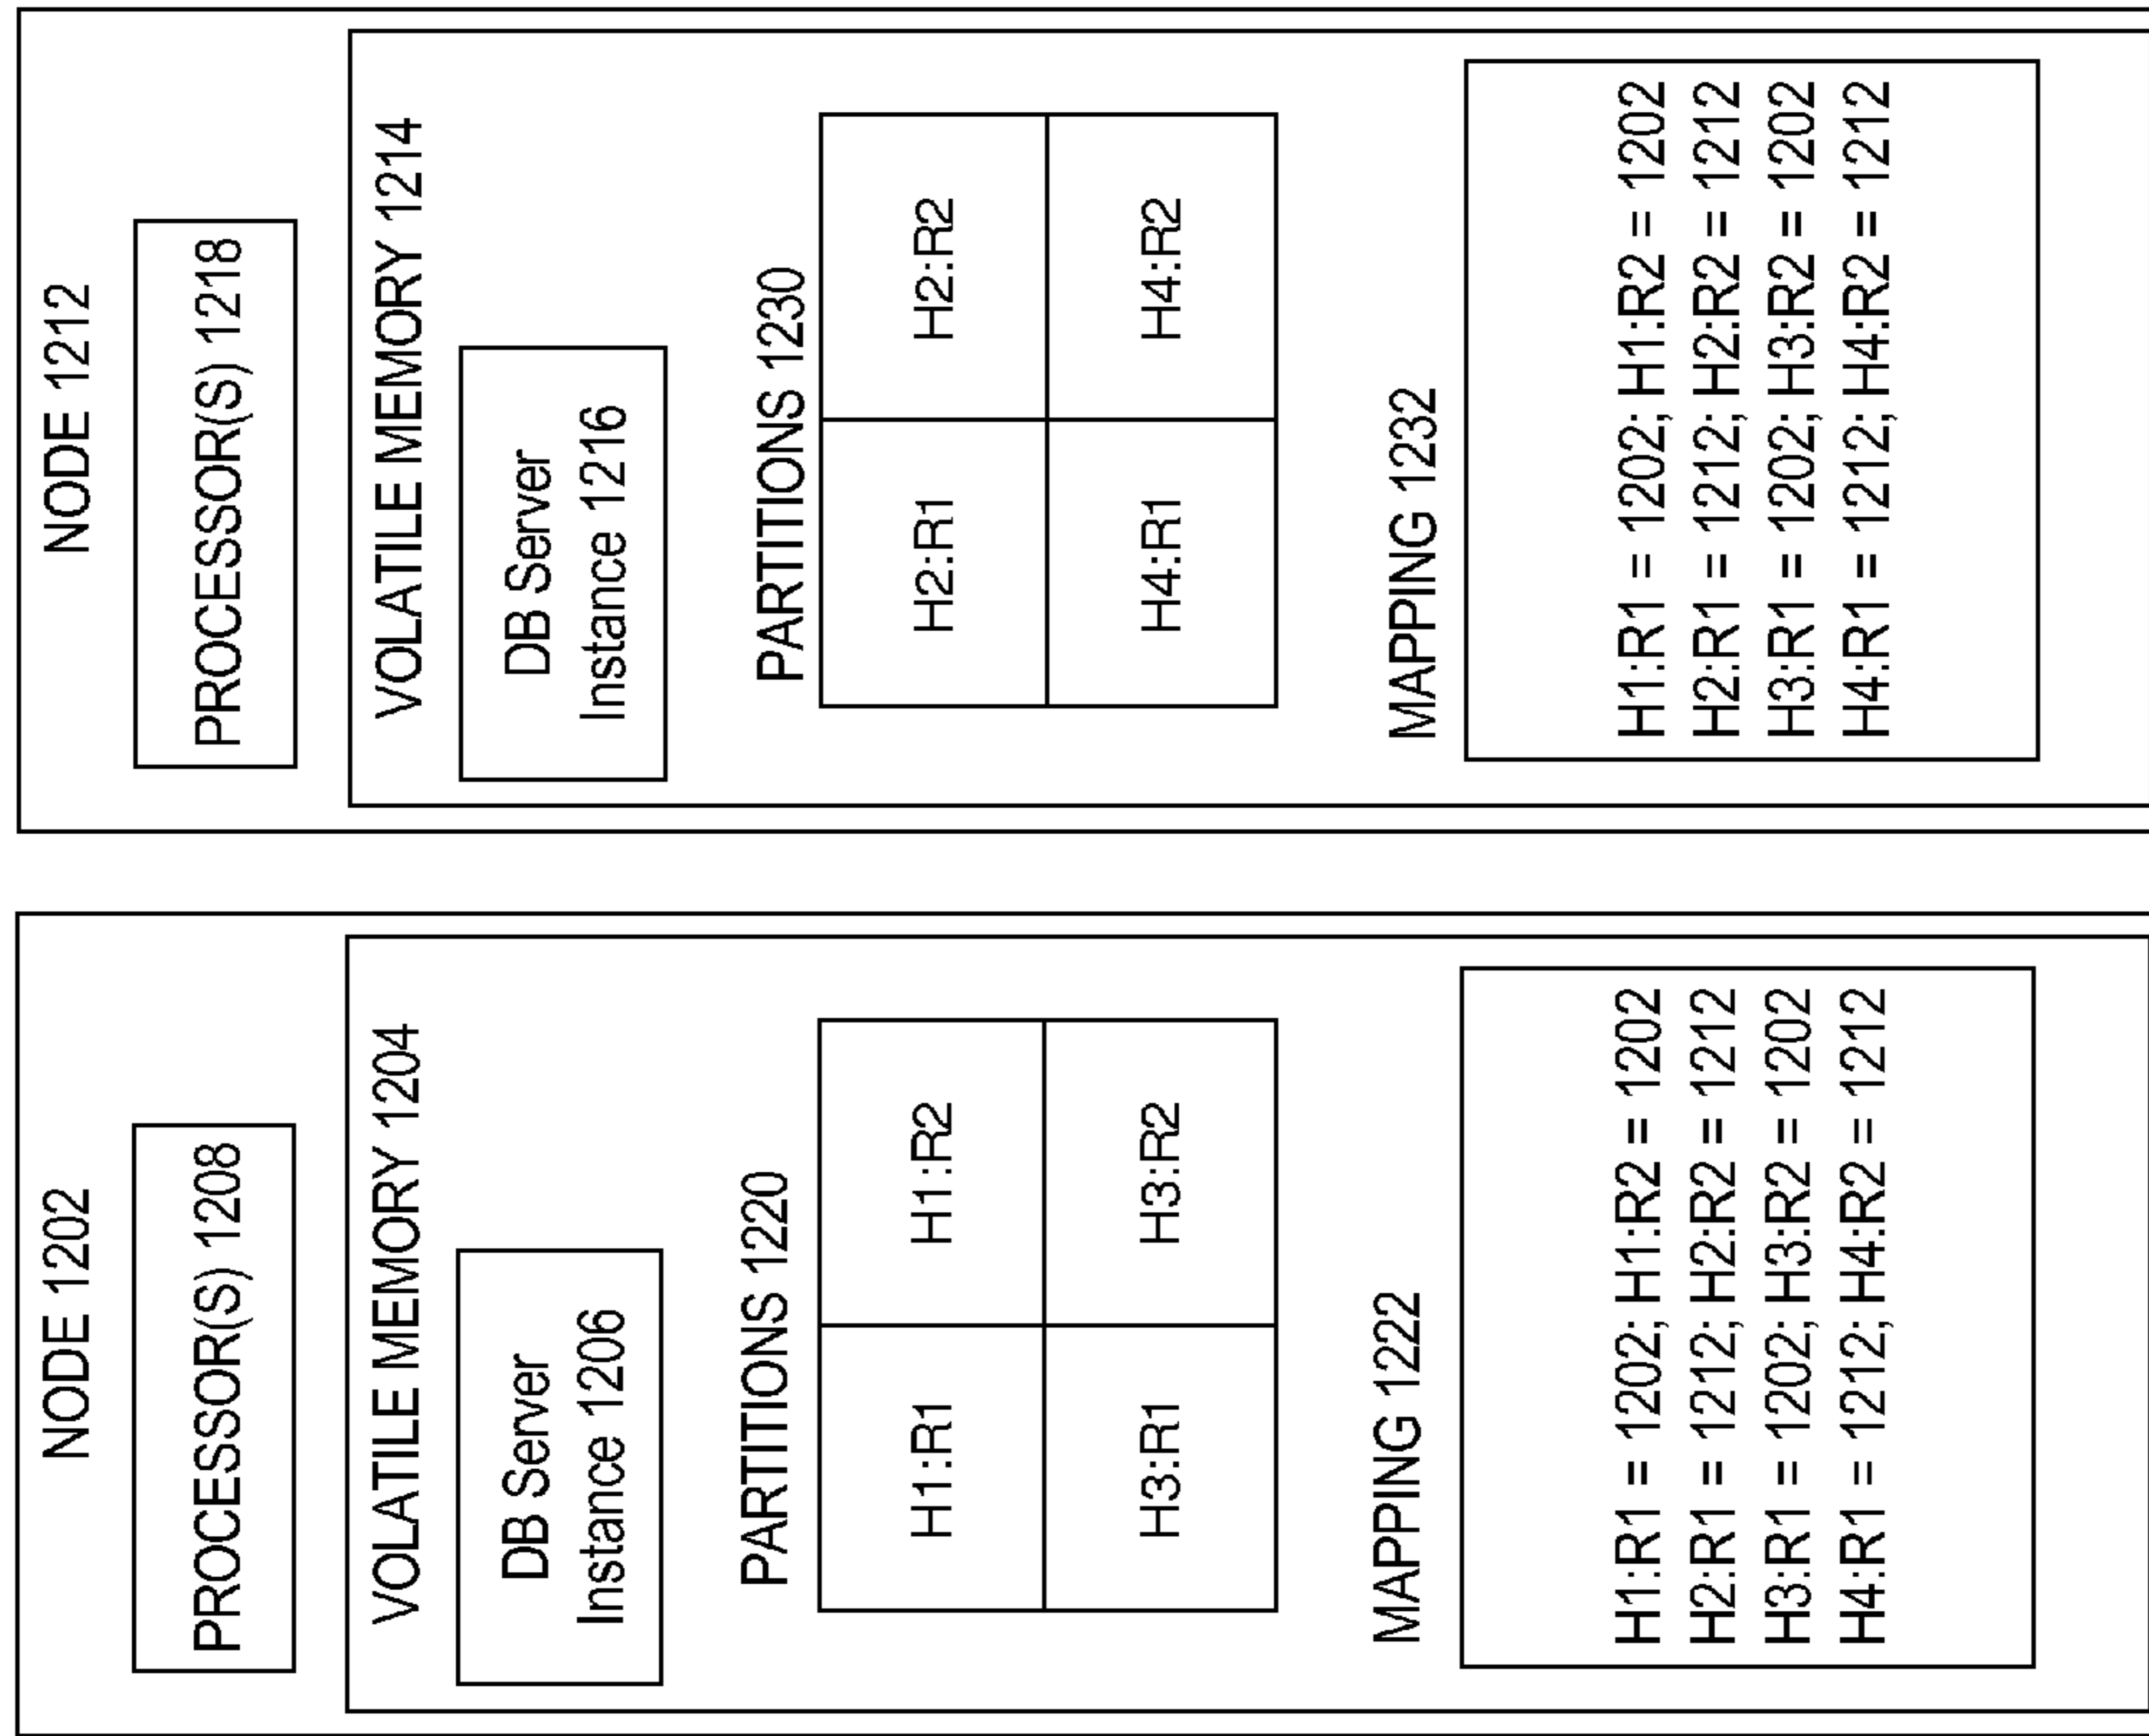 NODE 1202
PROCESSOR(S) 1208
VOLATILE MEMORY 1204
DB Server
Instance 1206
PARTITIONS 1220
H1:R1 H1:R2
H3:R1 H3:R2
MAPPING 1222
H1:R1 = 1202; H1:R2 = 1202
H2:R1 = 1212; H2:R2 = 1212
H3:R1 = 1202; H3:R2 = 1202
H4:R1 = 1212; H4:R2 = 1212
NODE 1212
PROCESSOR(S) 1218
VOLATILE MEMORY 1214
DB Server
Instance 1216
PARTITIONS 1230
H2:R1 H2:R2
H4:R1 H4:R2
MAPPING 1232
H1:R1 = 1202; H1:R2 = 1202
H2:R1 = 1212; H2:R2 = 1212
H3:R1 = 1202; H3:R2 = 1202
H4:R1 = 1212; H4:R2 = 1212